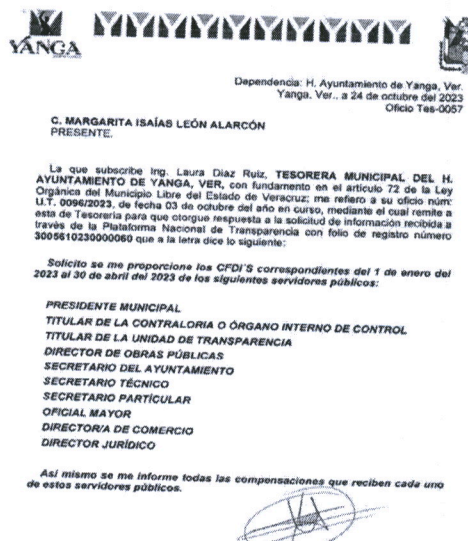 YANGA
Dependencia: H. Ayuntamiento de Yanga, Ver.
Yanga, Ver., a 24 de octubre del 2023
Oficio Tes-0057
C. MARGARITA ISAÍAS LEÓN ALARCÓN
PRESENTE.
La que subscribe Ing. Laura Diaz Ruiz, TESORERA MUNICIPAL DEL H.
AYUNTAMIENTO DE YANGA, VER, con fundamento en el articulo 72 de la Ley
Orgánica del Municipio Libre del Estado de Veracruz; me refiero a su oficio núm:
U.T. 0096/2023, de fecha 03 de octubre del año en curso, mediante el cual remite a
esta de Tesorería para que otorgue respuesta a la solicitud de información recibida a
través de la Plataforma Nacional de Transparencia con folio de registro número
3005610230000060 que a la letra dice lo siguiente:
Solicito se me proporcione los CFDI´S correspondientes del 1 de enero del
2023 al 30 de abril del 2023 de los siguientes servidores públicos:
PRESIDENTE MUNICIPAL
TITULAR DE LA CONTRALORIA O ÓRGANO INTERNO DE CONTROL
TITULAR DE LA UNIDAD DE TRANSPARENCIA
DIRECTOR DE OBRAS PÚBLICAS
SECRETARIO DEL AYUNTAMIENTO
SECRETARIO TÉCNICO
SECRETARIO PARTICULAR
OFICIAL MAYOR
DIRECTOR/A DE COMERCIO
DIRECTOR JURÍDICO
Así mismo se me informe todas las compensaciones que reciben cada uno
de estos servidores públicos.